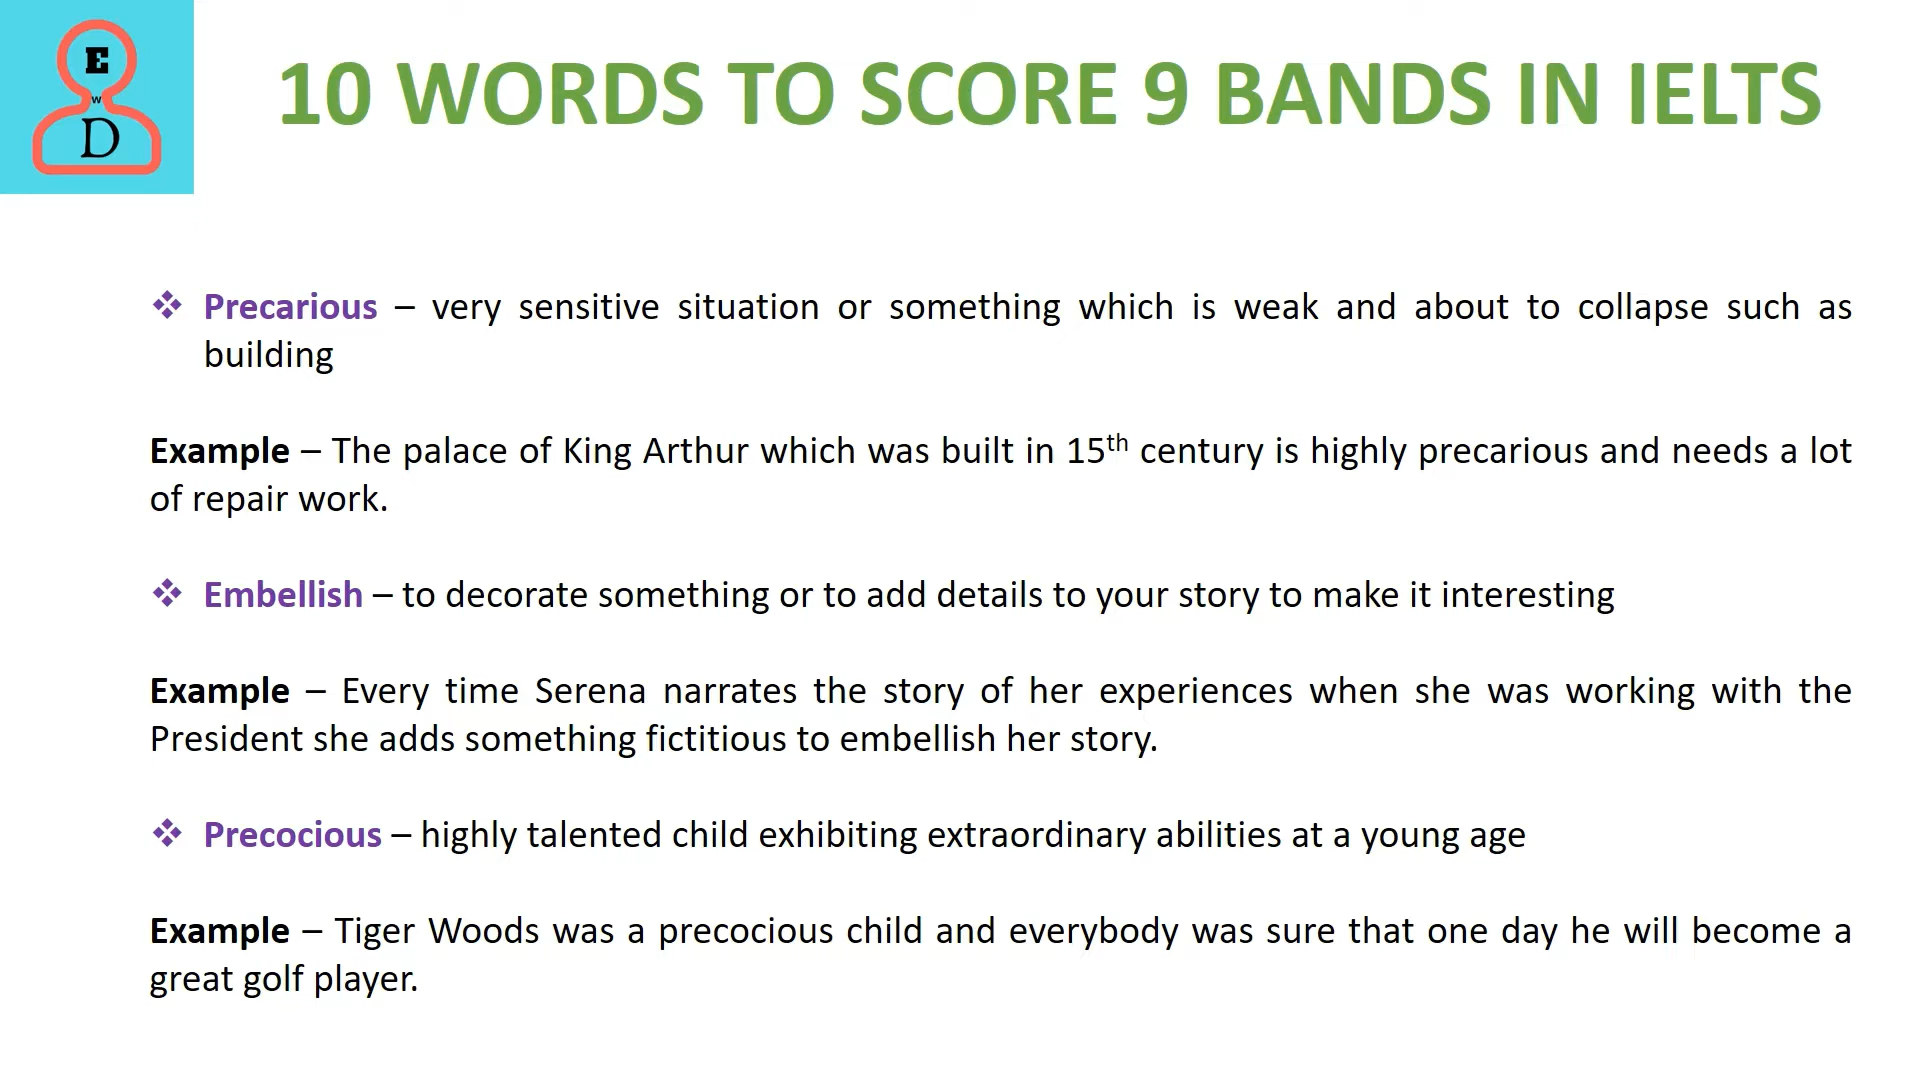 E
w
D
10 WORDS TO SCORE 9 BANDS IN IELTS
❖ Precarious – very sensitive situation or something which is weak and about to collapse such as
building
Example – The palace of King Arthur which was built in 15th century is highly precarious and needs a lot
of repair work.
❖ Embellish – to decorate something or to add details to your story to make it interesting
Example – Every time Serena narrates the story of her experiences when she was working with the
President she adds something fictitious to embellish her story.
❖ Precocious – highly talented child exhibiting extraordinary abilities at a young age
Example – Tiger Woods was a precocious child and everybody was sure that one day he will become a
great golf player.